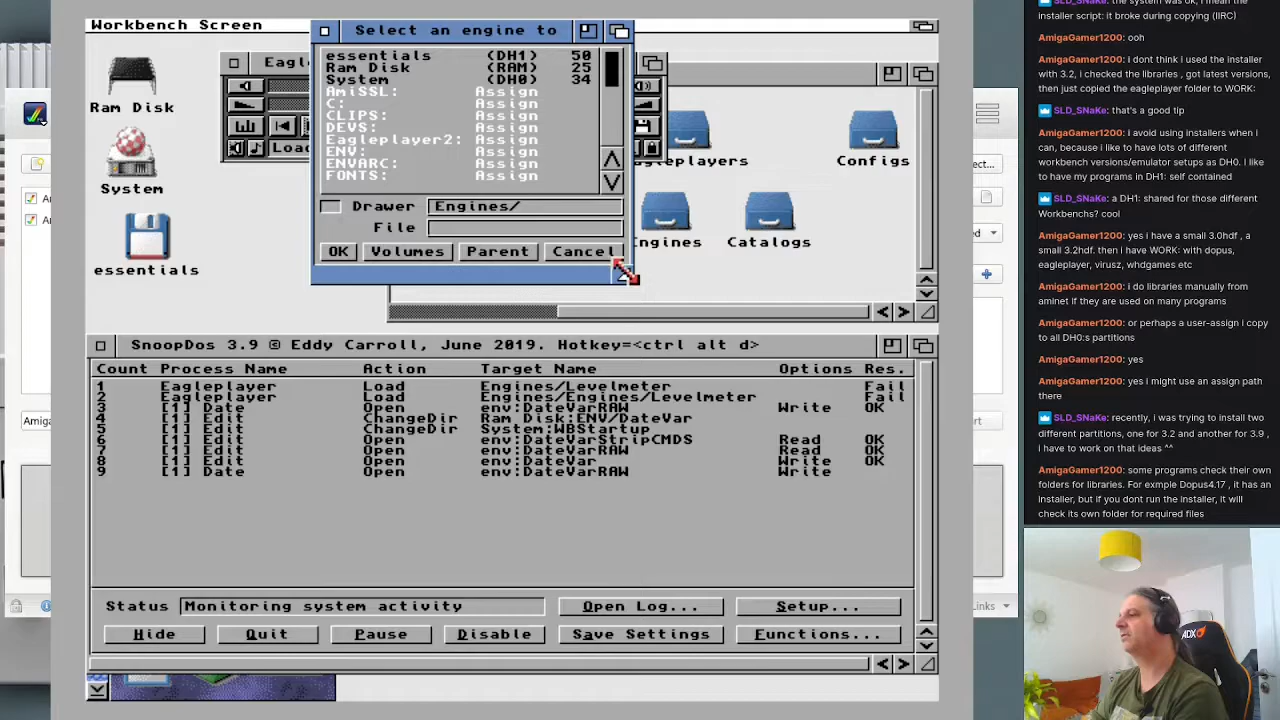 Workbench Screen
Ram Disk
System
essentials
Eagl
Loa
Select an engine to
essentials (DH1) 50
Ram Disk (RAM) 25
System (DH0) 34
AmiSSL: Assign
C: Assign
CLIPS: Assign
DEVS: Assign
Eagleplayer2: Assign
ENV: Assign
ENVARC: Assign
FONTS: Assign
Drawer Engines/
File
OK Volumes Parent Cancel
gleplayers
Configs
Engines
Catalogs
SnoopDos 3.9 © Eddy Carroll, June 2019. Hotkey=<ctrl alt d>
Count Process Name Action Target Name Options Res.
1 Eagleplayer Load Engines/Levelmeter Fail
2 Eagleplayer Load Engines/Engines/Levelmeter Fail
3 [1] Date Open env:DateVarRAW Write OK
4 [1] Edit ChangeDir Ram Disk:ENV/DateVar
5 [1] Edit ChangeDir System:WBStartup
6 [1] Edit Open env:DateVarStripCMDS Read OK
7 [1] Edit Open env:DateVarRAW Read OK
8 [1] Edit Open env:DateVar Write OK
9 [1] Date Open env:DateVarRAW Write
Status Monitoring system activity Open Log... Setup...
Hide Quit Pause Disable Save Settings Functions...
Amiga
ect...
ed
rt
Links
SLD_SNaKe: the system was ok, i mean the
installer script: it broke during copying (IIRC)
AmigaGamer1200: ooh
AmigaGamer1200: i dont think I used the installer
with 3.2, i checked the libraries , got latest versions,
then just copied the eagleplayer folder to WORK:
SLD_SNaKe: that's a good tip
AmigaGamer1200: i avoid using installers when I
can, because i like to have lots of different
workbench versions/emulator setups as DH0. I like
to have my programs in DH1: self contained
SLD_SNaKe: a DH1: shared for those different
Workbenchs? cool
AmigaGamer1200: yes i have a small 3.0hdf , a
small 3.2hdf. then i have WORK: with dopus,
eagleplayer, virusz, whdgames etc
AmigaGamer1200: i do libraries manually from
aminet if they are used on many programs
AmigaGamer1200: or perhaps a user-assign I copy
to all DH0:s partitions
AmigaGamer1200: yes
AmigaGamer1200: yes i might use an assign path
there
SLD_SNaKe: recently, i was trying to install two
different partitions, one for 3.2 and another for 3.9 ,
i have to work on that ideas ^^
AmigaGamer1200: some programs check their own
folders for libraries. For exmple Dopus4.17 , it has an
installer, but if you dont run the installer, it will
check its own folder for required files